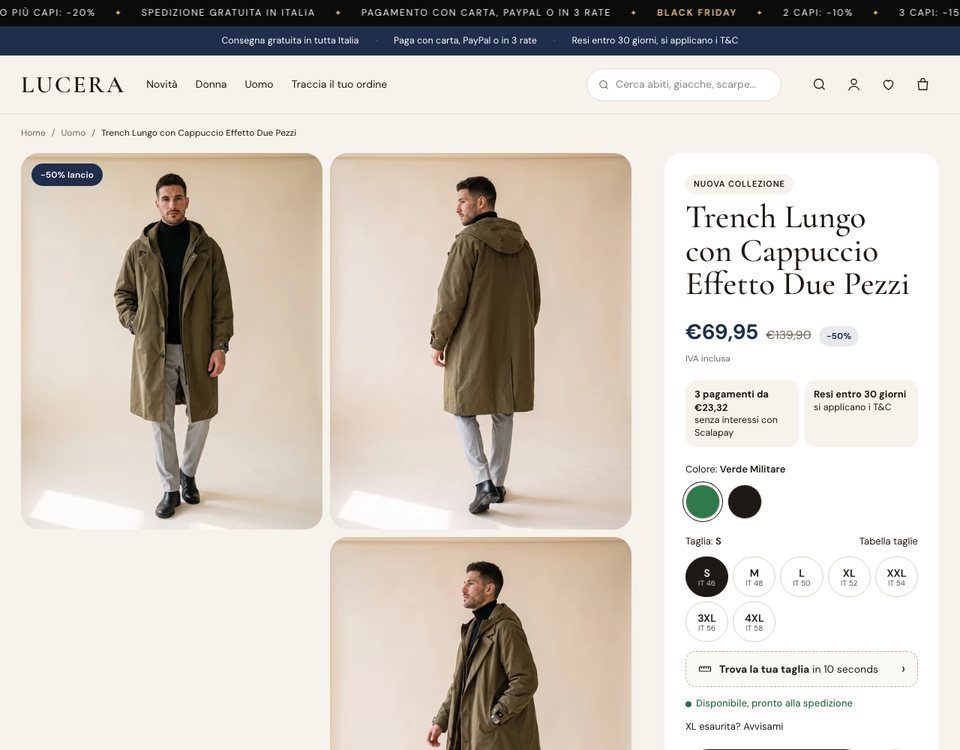 O PIÙ CAPI: −20% ✦ SPEDIZIONE GRATUITA IN ITALIA ✦ PAGAMENTO CON CARTA, PAYPAL O IN 3 RATE ✦ BLACK FRIDAY ✦ 2 CAPI: −10% ✦ 3 CAPI: −15
Consegna gratuita in tutta Italia · Paga con carta, PayPal o in 3 rate · Resi entro 30 giorni, si applicano i T&C
LUCERA Novità Donna Uomo Traccia il tuo ordine Cerca abiti, giacche, scarpe...
Home / Uomo / Trench Lungo con Cappuccio Effetto Due Pezzi
−50% lancio
NUOVA COLLEZIONE
Trench Lungo
con Cappuccio
Effetto Due Pezzi
€69,95 €139,90 −50%
IVA inclusa
3 pagamenti da
€23,32
senza interessi con
Scalapay
Resi entro 30 giorni
si applicano i T&C
Colore: Verde Militare
Taglia: S Tabella taglie
S M L XL XXL
IT 46 IT 48 IT 50 IT 52 IT 54
3XL 4XL
IT 56 IT 58
Trova la tua taglia in 10 seconds ›
Disponibile, pronto alla spedizione
XL esaurita? Avvisami